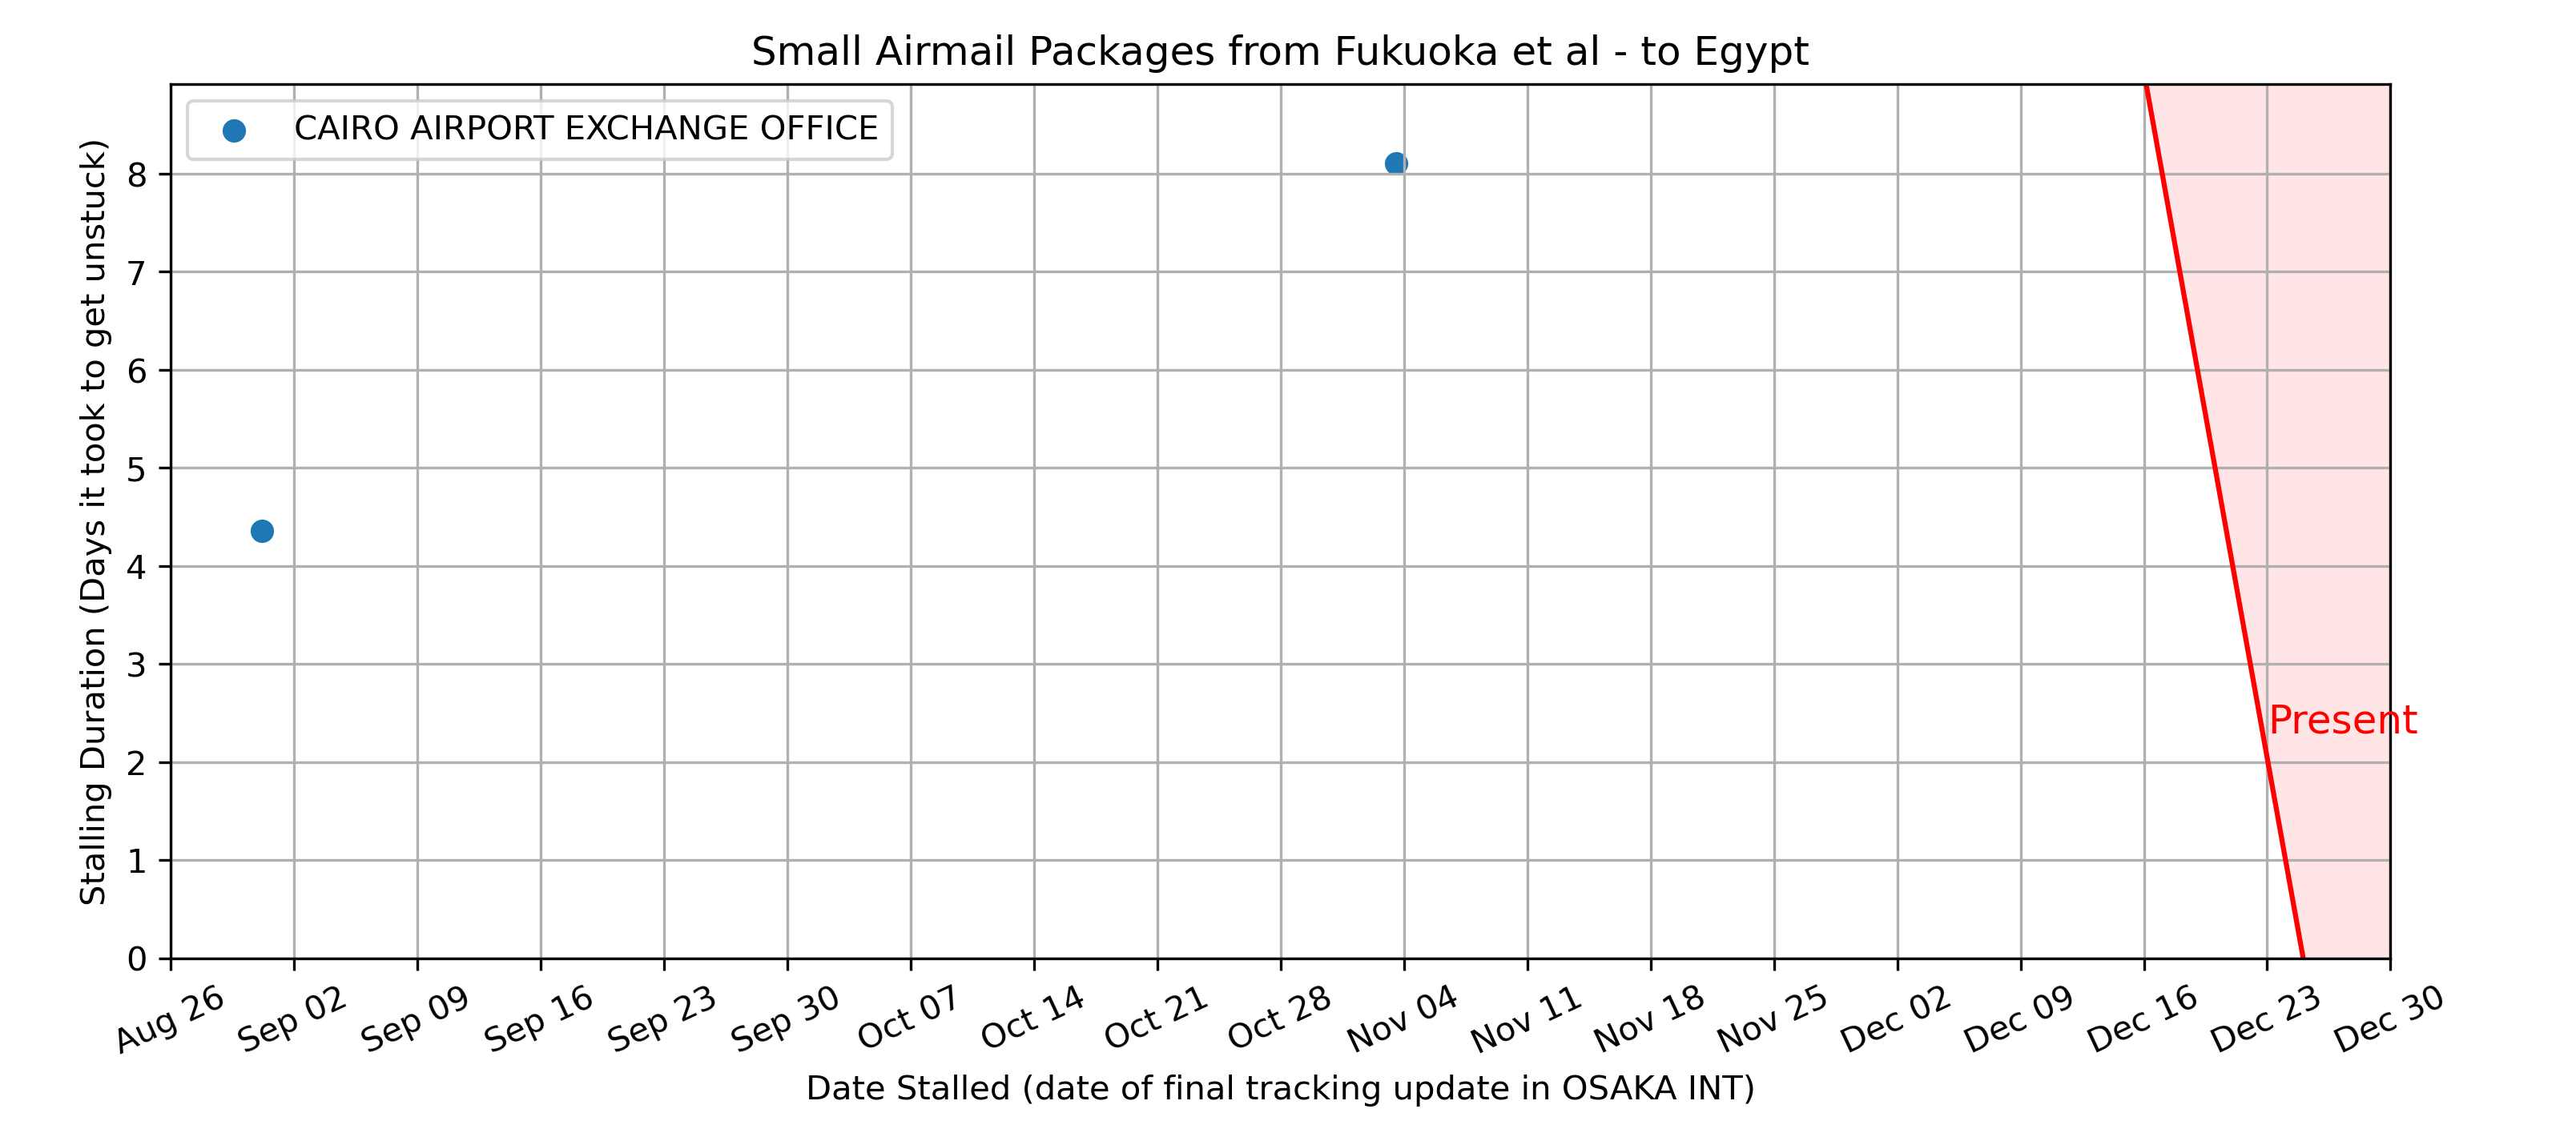 Small Airmail Packages from Fukuoka et al - to Egypt
CAIRO AIRPORT EXCHANGE OFFICE
Stalling Duration (Days it took to get unstuck)
8
7
6
5
4
3
2
1
0
Present
Aug 26
Sep 02
Sep 09
Sep 16
Sep 23
Sep 30
Oct 07
Oct 14
Oct 21
Oct 28
Nov 04
Nov 11
Nov 18
Nov 25
Dec 02
Dec 09
Dec 16
Dec 23
Dec 30
Date Stalled (date of final tracking update in OSAKA INT)